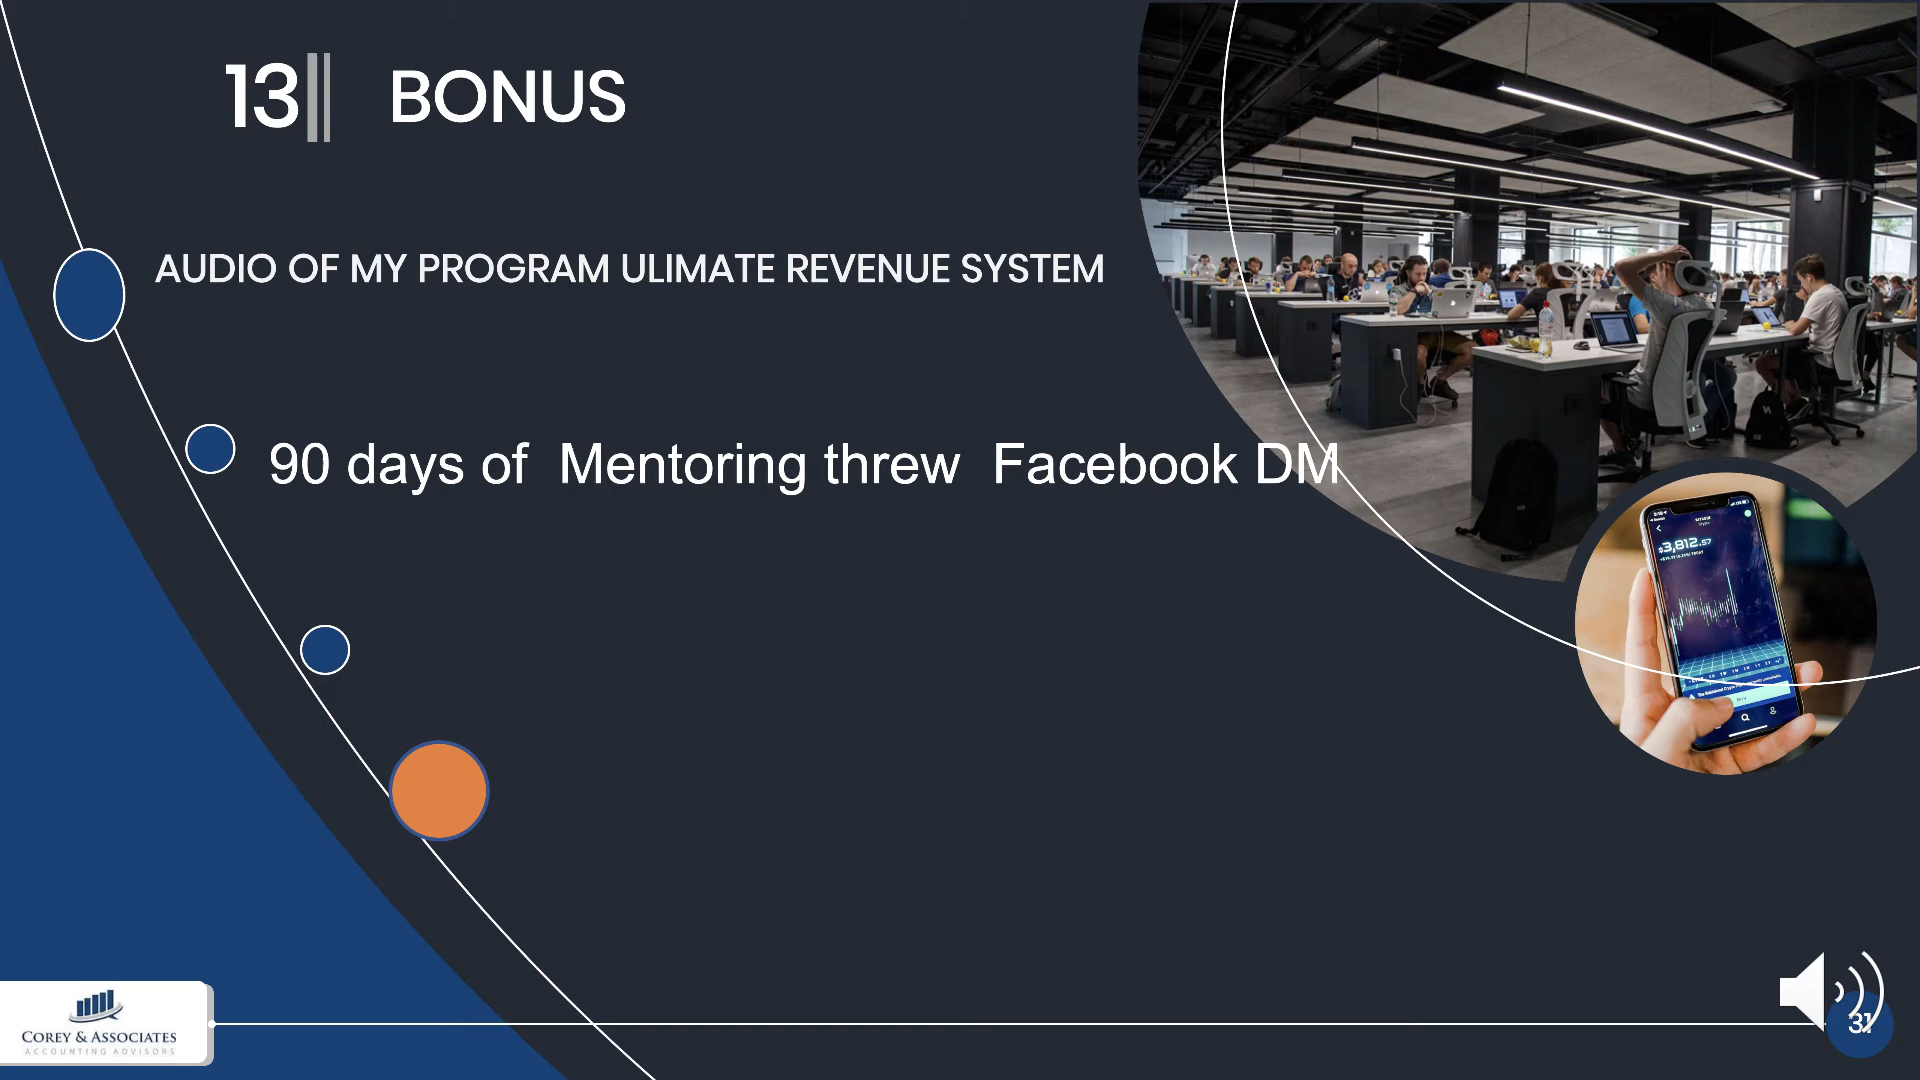 13 BONUS
AUDIO OF MY PROGRAM ULIMATE REVENUE SYSTEM
90 days of  Mentoring threw  Facebook DM
$3,812.57
COREY & ASSOCIATES
ACCOUNTING ADVISORS
31